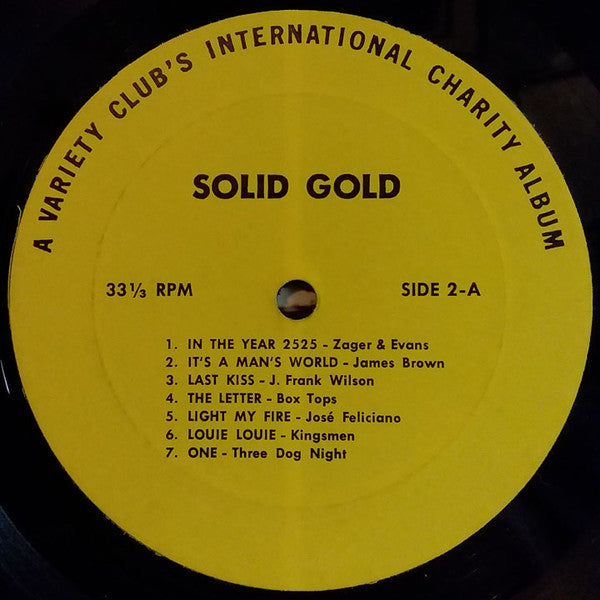 A VARIETY CLUB'S INTERNATIONAL CHARITY ALBUM
SOLID GOLD
33⅓ RPM
SIDE 2-A
1. IN THE YEAR 2525 - Zager & Evans
2. IT'S A MAN'S WORLD - James Brown
3. LAST KISS - J. Frank Wilson
4. THE LETTER - Box Tops
5. LIGHT MY FIRE - José Feliciano
6. LOUIE LOUIE - Kingsmen
7. ONE - Three Dog Night